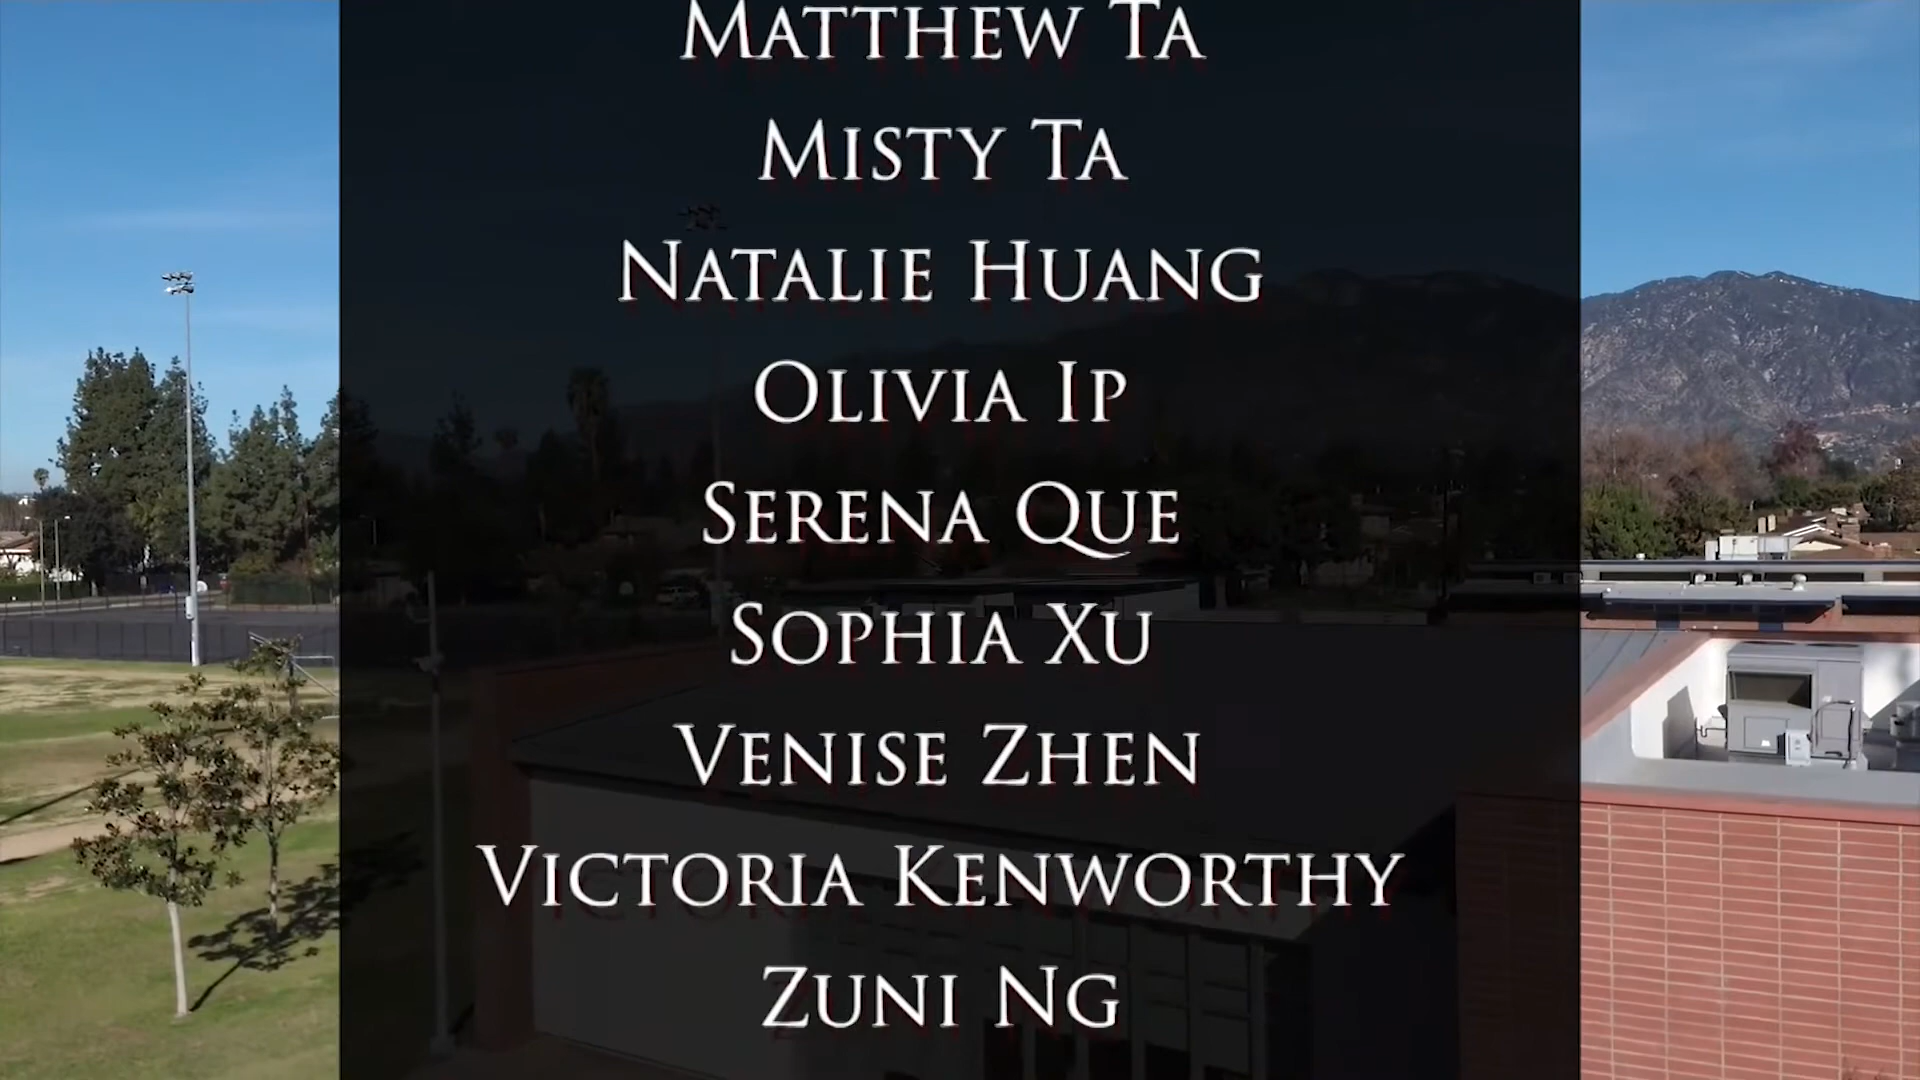 Matthew Ta
Misty Ta
Natalie Huang
Olivia Ip
Serena Que
Sophia Xu
Venise Zhen
Victoria Kenworthy
Zuni Ng